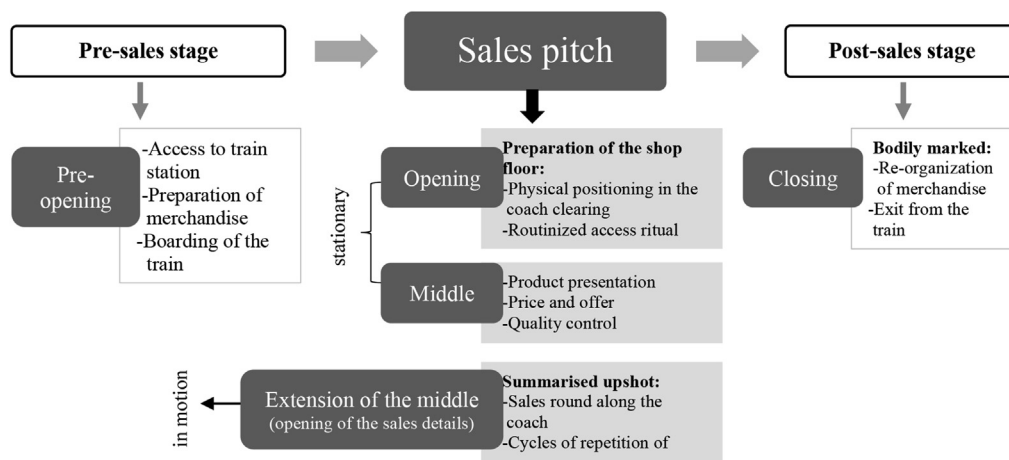 Pre-sales stage
Sales pitch
Post-sales stage
Pre-
opening
-Access to train
station
-Preparation of
merchandise
-Boarding of the
train
stationary
Opening
Preparation of the shop
floor:
-Physical positioning in the
coach clearing
-Routinized access ritual
Middle
-Product presentation
-Price and offer
-Quality control
Closing
Bodily marked:
-Re-organization
of merchandise
-Exit from the
train
in motion
Extension of the middle
(opening of the sales details)
Summarised upshot:
-Sales round along the
coach
-Cycles of repetition of